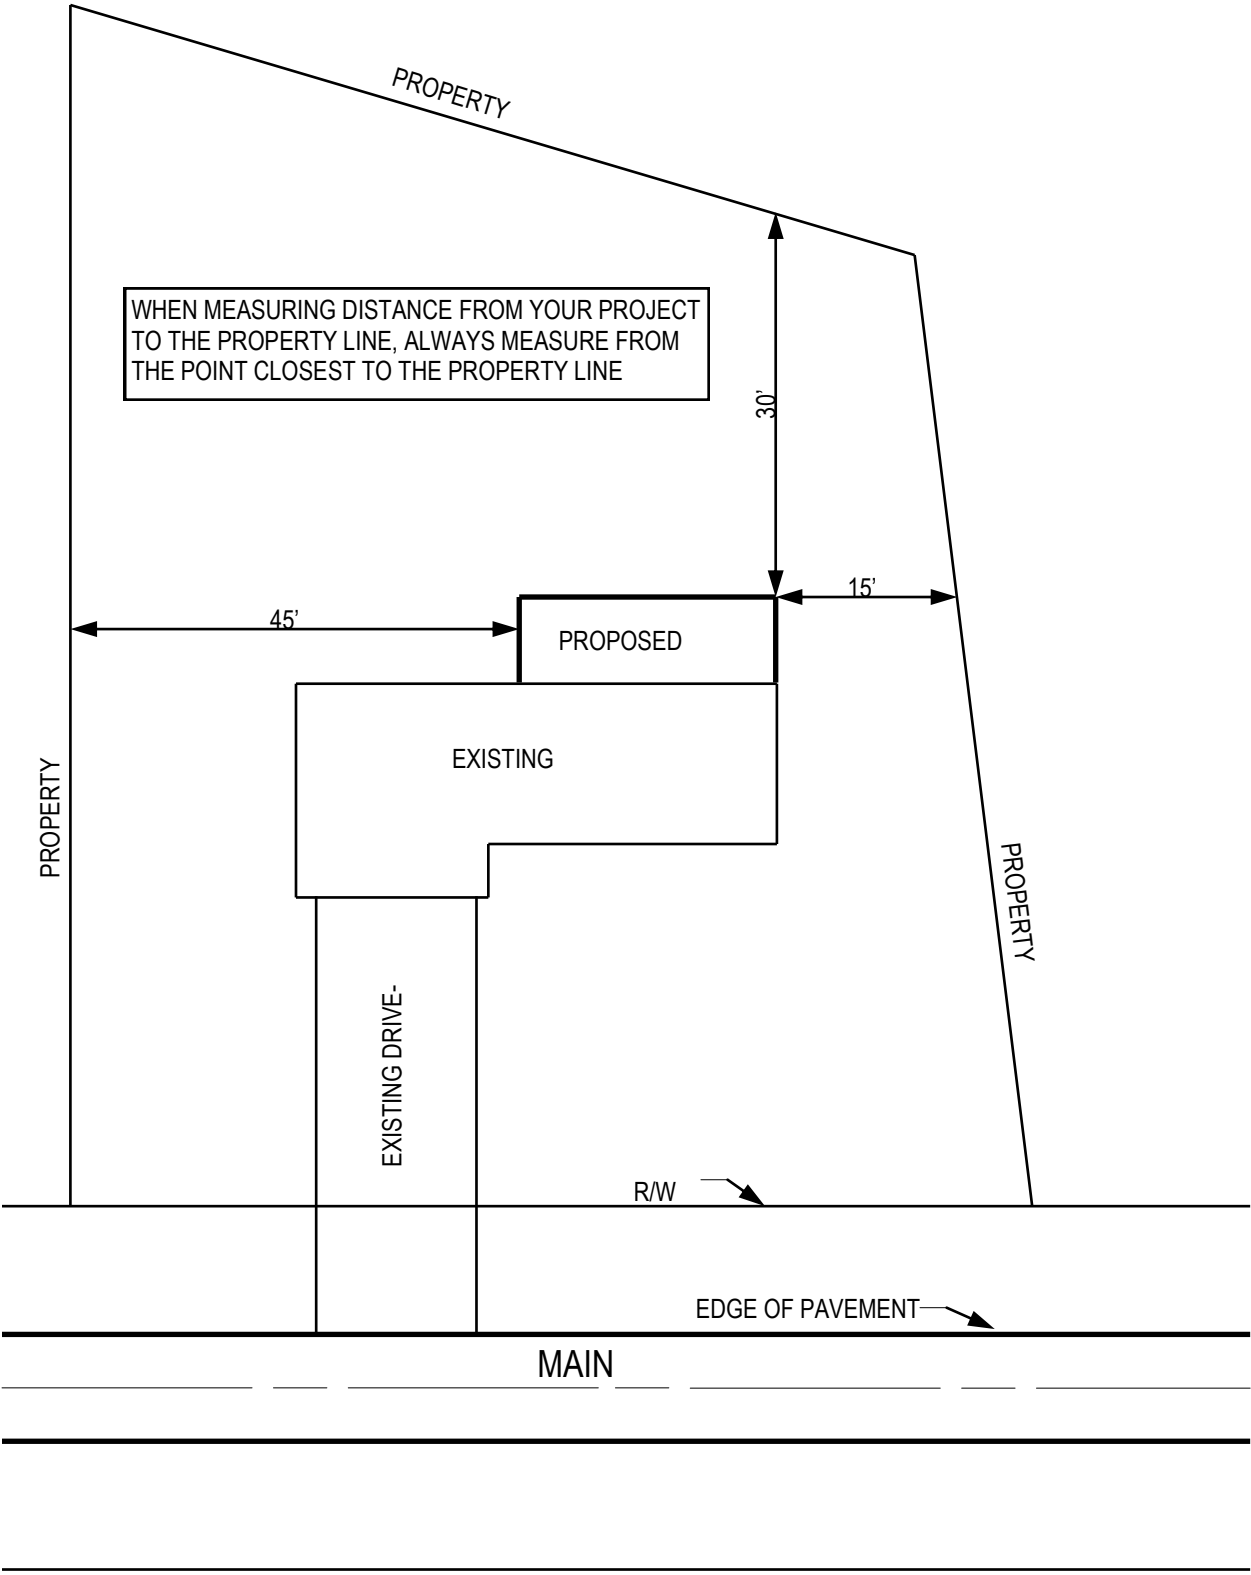 PROPERTY
WHEN MEASURING DISTANCE FROM YOUR PROJECT
TO THE PROPERTY LINE, ALWAYS MEASURE FROM
THE POINT CLOSEST TO THE PROPERTY LINE
30’
15’
45’
PROPOSED
EXISTING
PROPERTY
PROPERTY
EXISTING DRIVE-
R/W
EDGE OF PAVEMENT
MAIN